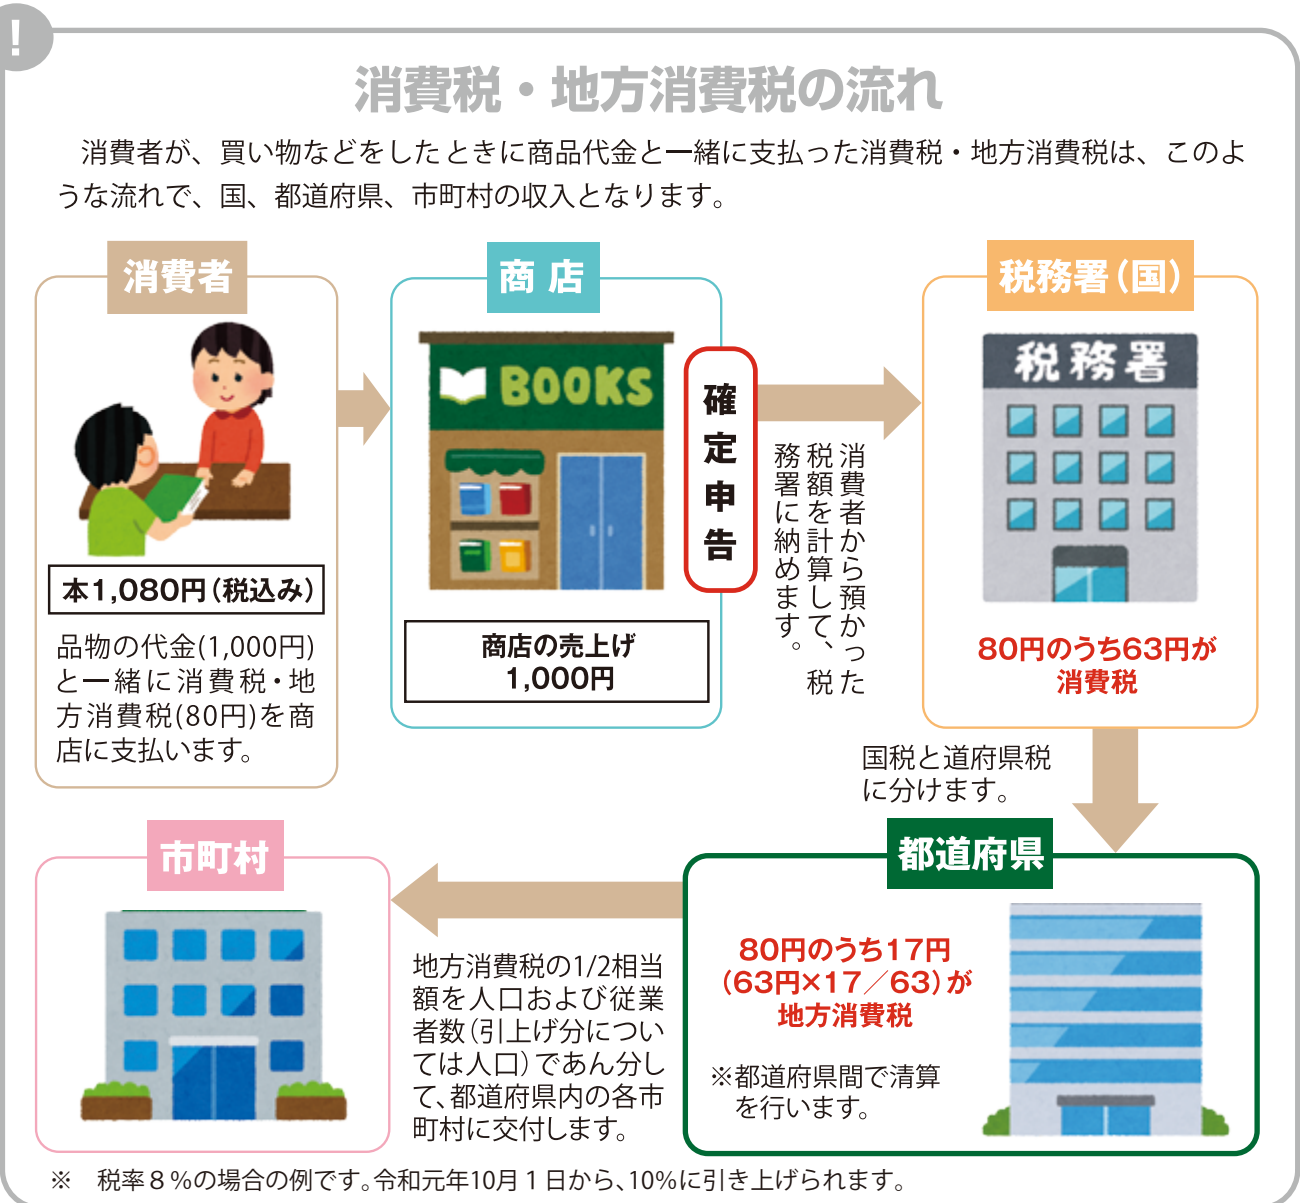 !
消費税・地方消費税の流れ
消費者が、買い物などをしたときに商品代金と一緒に支払った消費税・地方消費税は、このよ
うな流れで、国、都道府県、市町村の収入となります。
消費者
本1,080円（税込み）
品物の代金(1,000円)
と一緒に消費税・地
方消費税(80円)を商
店に支払います。
商店
BOOKS
商店の売上げ
1,000円
確定申告
消費者から預かった
税額を計算して、税
務署に納めます。
税務署（国）
税務署
80円のうち63円が
消費税
国税と道府県税
に分けます。
都道府県
80円のうち17円
（63円×17／63）が
地方消費税
※都道府県間で清算
を行います。
地方消費税の1/2相当
額を人口および従業
者数（引上げ分につい
ては人口）であん分し
て、都道府県内の各市
町村に交付します。
市町村
※　税率８％の場合の例です。令和元年10月１日から、10%に引き上げられます。